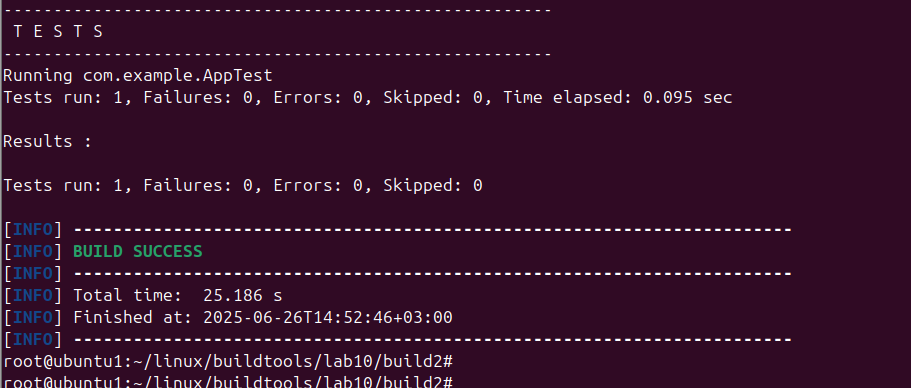 -------------------------------------------------------
 T E S T S
-------------------------------------------------------
Running com.example.AppTest
Tests run: 1, Failures: 0, Errors: 0, Skipped: 0, Time elapsed: 0.095 sec

Results :

Tests run: 1, Failures: 0, Errors: 0, Skipped: 0

[INFO] ------------------------------------------------------------------------
[INFO] BUILD SUCCESS
[INFO] ------------------------------------------------------------------------
[INFO] Total time:  25.186 s
[INFO] Finished at: 2025-06-26T14:52:46+03:00
[INFO] ------------------------------------------------------------------------
root@ubuntu1:~/linux/buildtools/lab10/build2#
root@ubuntu1:~/linux/buildtools/lab10/build2#